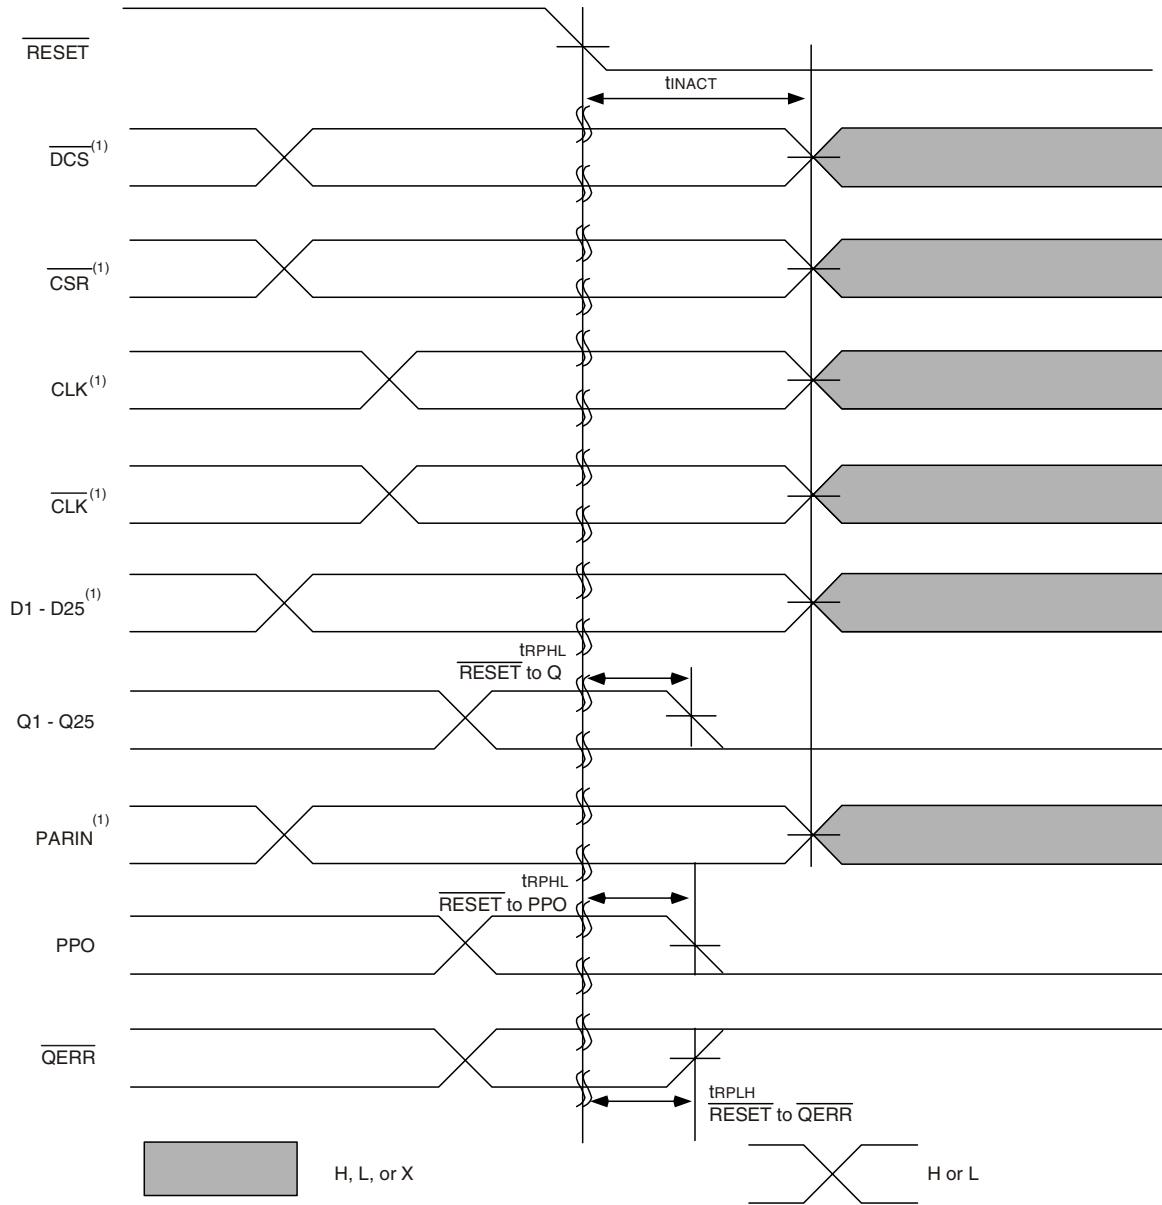 RESET
tINACT
DCS(1)
CSR(1)
CLK(1)
CLK(1)
D1 - D25(1)
tRPHL
RESET to Q
Q1 - Q25
PARIN(1)
tRPHL
RESET to PPO
PPO
QERR
tRPLH
RESET to QERR
H, L, or X
H or L